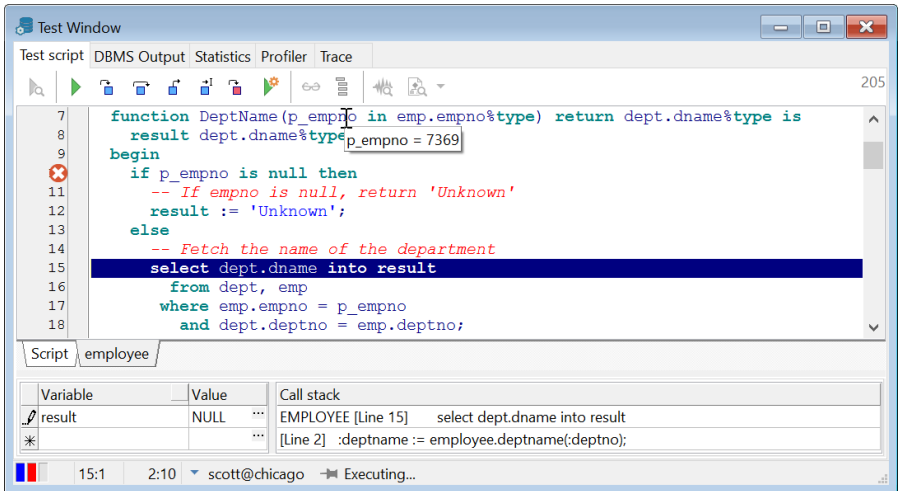 Test Window
Test script DBMS Output Statistics Profiler Trace
205
7 function DeptName(p_empno in emp.empno%type) return dept.dname%type is
8 result dept.dname%type
p_empno = 7369
9 begin
if p_empno is null then
11 -- If empno is null, return 'Unknown'
12 result := 'Unknown';
13 else
14 -- Fetch the name of the department
15 select dept.dname into result
16 from dept, emp
17 where emp.empno = p_empno
18 and dept.deptno = emp.deptno;
Script employee
Variable Value Call stack
result NULL ... EMPLOYEE [Line 15] select dept.dname into result
... [Line 2] :deptname := employee.deptname(:deptno);
15:1 2:10 scott@chicago Executing...